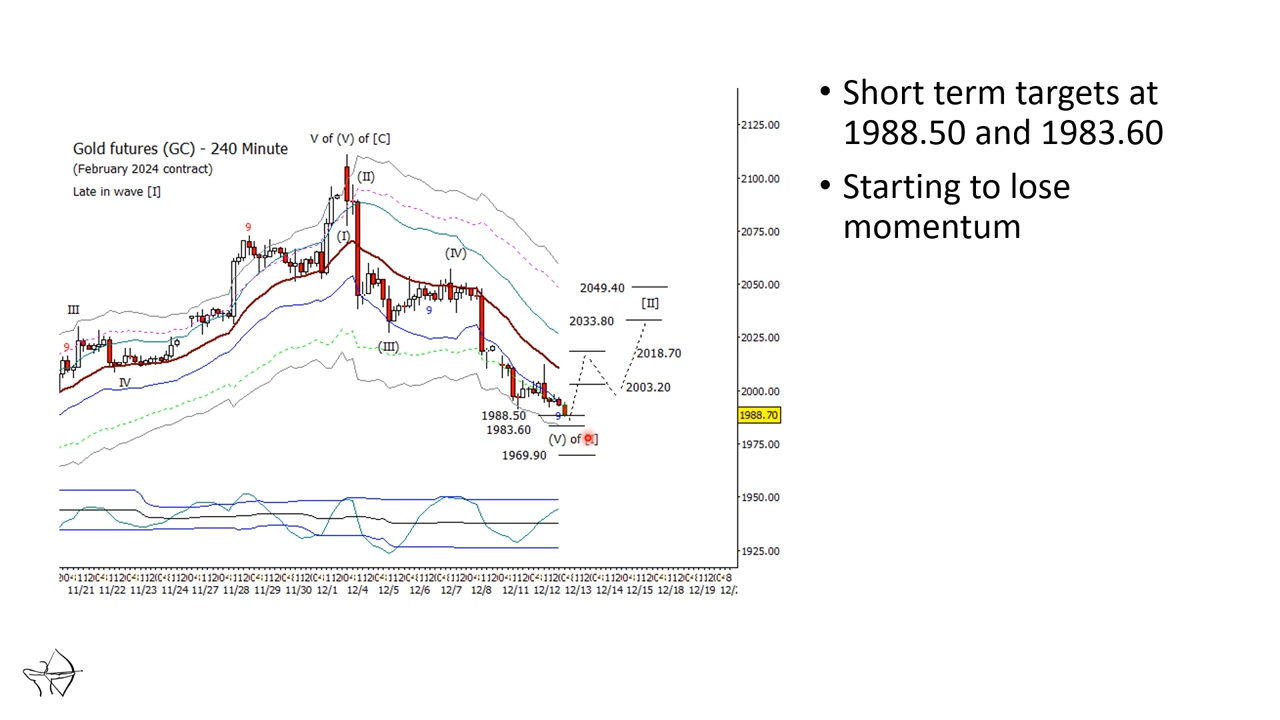 • Short term targets at
1988.50 and 1983.60
• Starting to lose
momentum
Gold futures (GC) - 240 Minute
(February 2024 contract)
Late in wave [I]
V of (V) of [C]
(II)
(I)
9
(IV)
III
9
IV
(III)
9
2049.40
[II]
2033.80
2018.70
2003.20
1988.50
9
1983.60
(V) of
1969.90
2125.00
2100.00
2075.00
2050.00
2025.00
2000.00
1988.70
1975.00
1950.00
1925.00
11/21 11/22 11/23 11/24 11/27 11/28 11/29 11/30 12/1 12/4 12/5 12/6 12/7 12/8 12/11 12/12 12/13 12/14 12/15 12/18 12/19